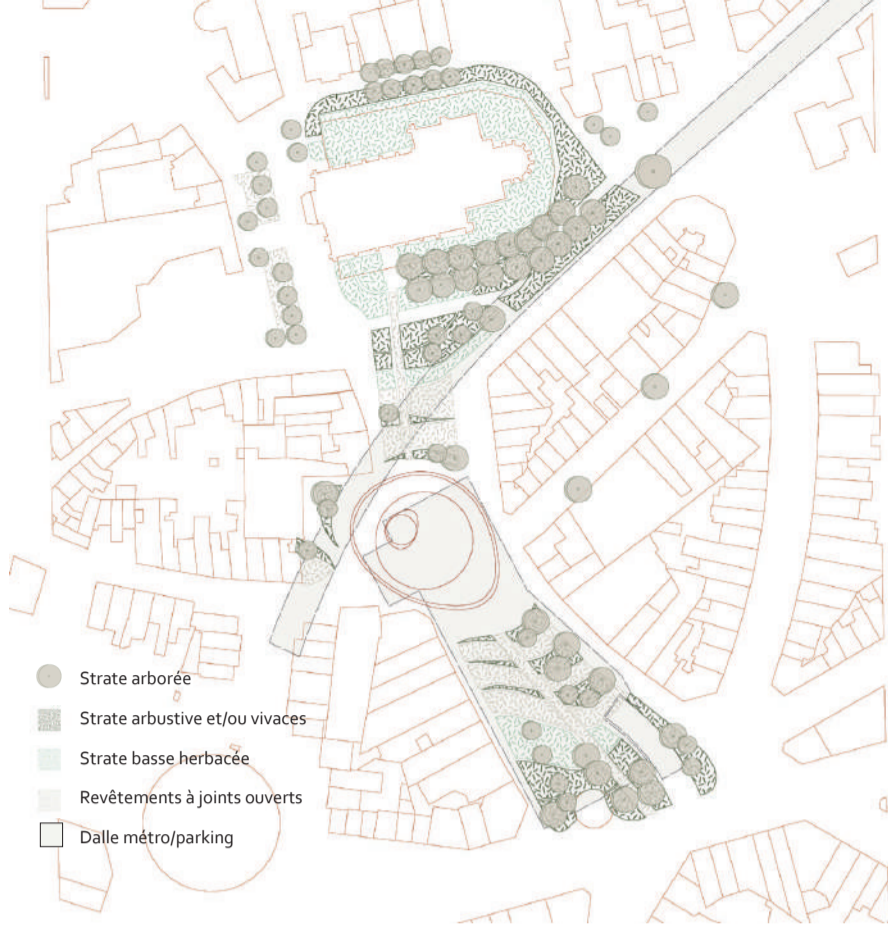 Strate arborée
Strate arbustive et/ou vivaces
Strate basse herbacée
Revêtements à joints ouverts
Dalle métro/parking